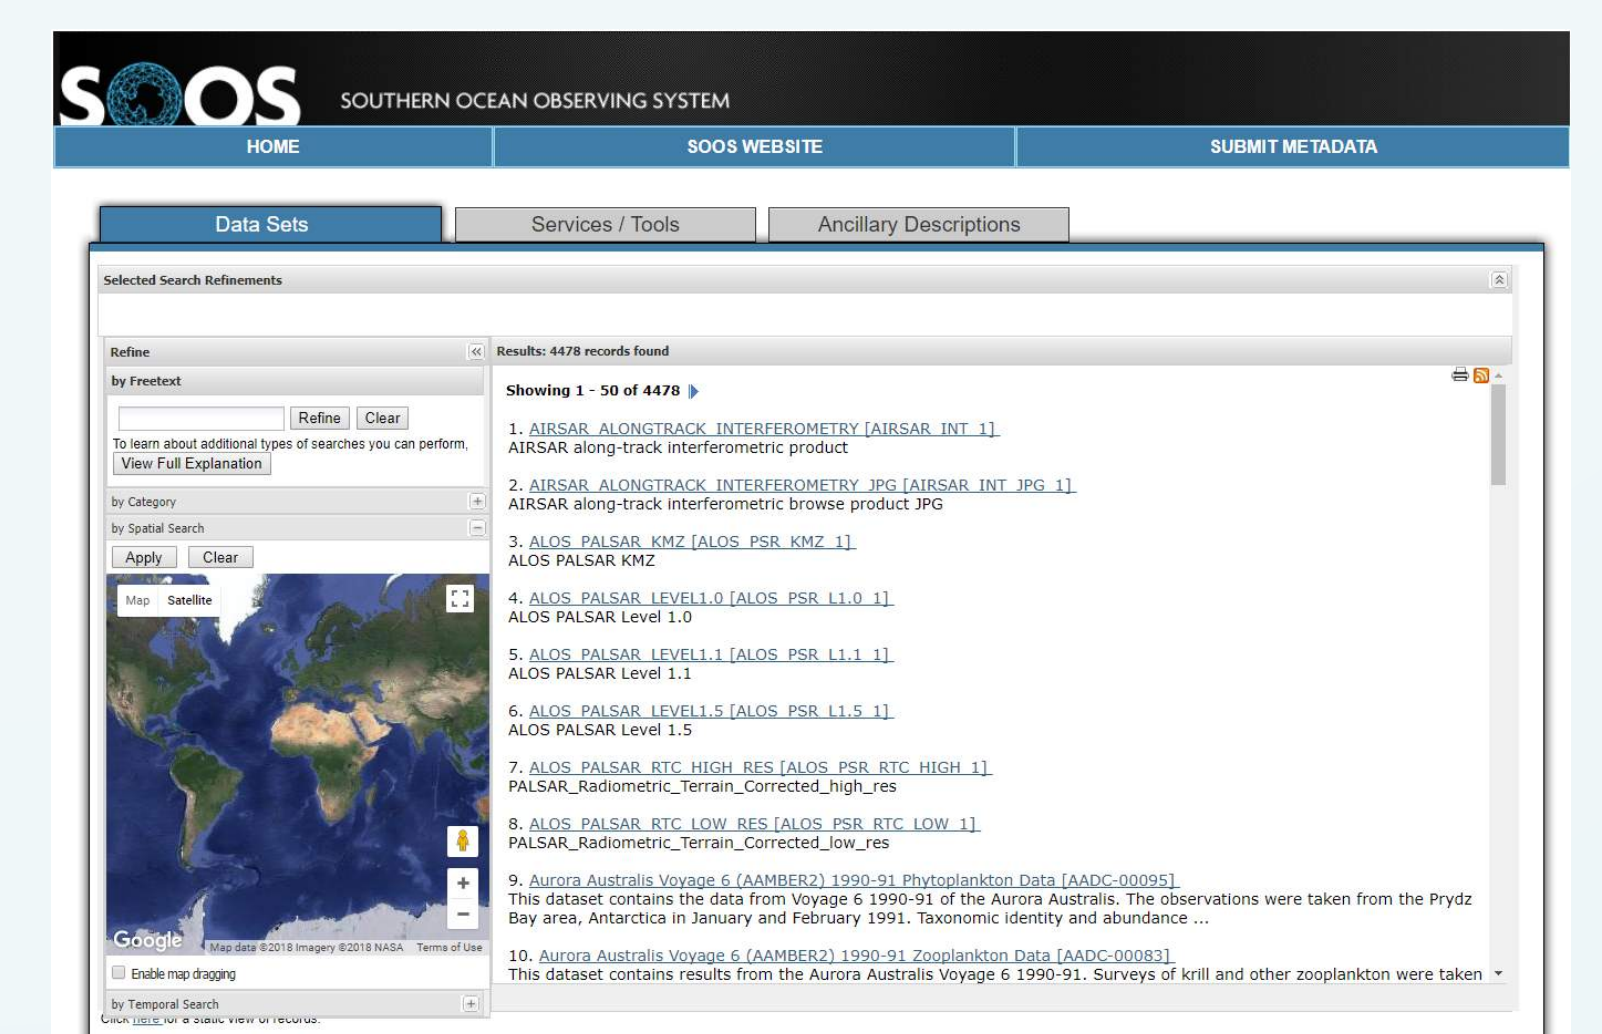 SOOS SOUTHERN OCEAN OBSERVING SYSTEM
HOME SOOS WEBSITE SUBMIT METADATA
Data Sets Services / Tools Ancillary Descriptions
Selected Search Refinements
Refine
by Freetext
Refine Clear
To learn about additional types of searches you can perform,
View Full Explanation
by Category
by Spatial Search
Apply Clear
Map Satellite
Google Map data ©2018 Imagery ©2018 NASA Terms of Use
Enable map dragging
by Temporal Search
Click here for a static view of records.
Results: 4478 records found
Showing 1 - 50 of 4478
1. AIRSAR_ALONGTRACK_INTERFEROMETRY [AIRSAR_INT_1]
AIRSAR along-track interferometric product
2. AIRSAR_ALONGTRACK_INTERFEROMETRY_JPG [AIRSAR_INT_JPG_1]
AIRSAR along-track interferometric browse product JPG
3. ALOS_PALSAR_KMZ [ALOS_PSR_KMZ_1]
ALOS PALSAR KMZ
4. ALOS_PALSAR_LEVEL1.0 [ALOS_PSR_L1.0_1]
ALOS PALSAR Level 1.0
5. ALOS_PALSAR_LEVEL1.1 [ALOS_PSR_L1.1_1]
ALOS PALSAR Level 1.1
6. ALOS_PALSAR_LEVEL1.5 [ALOS_PSR_L1.5_1]
ALOS PALSAR Level 1.5
7. ALOS_PALSAR_RTC_HIGH_RES [ALOS_PSR_RTC_HIGH_1]
PALSAR_Radiometric_Terrain_Corrected_high_res
8. ALOS_PALSAR_RTC_LOW_RES [ALOS_PSR_RTC_LOW_1]
PALSAR_Radiometric_Terrain_Corrected_low_res
9. Aurora Australis Voyage 6 (AAMBER2) 1990-91 Phytoplankton Data [AADC-00095]
This dataset contains the data from Voyage 6 1990-91 of the Aurora Australis. The observations were taken from the Prydz
Bay area, Antarctica in January and February 1991. Taxonomic identity and abundance ...
10. Aurora Australis Voyage 6 (AAMBER2) 1990-91 Zooplankton Data [AADC-00083]
This dataset contains results from the Aurora Australis Voyage 6 1990-91. Surveys of krill and other zooplankton were taken